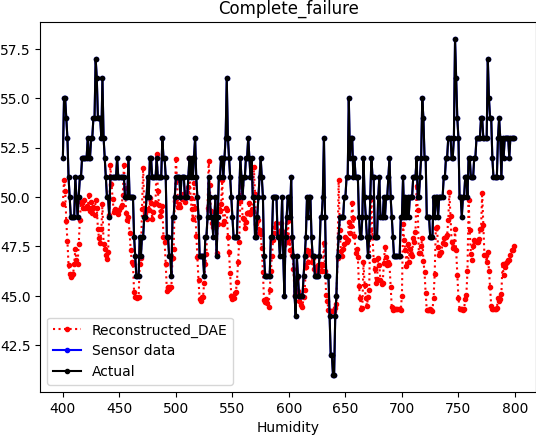 Complete_failure
57.5
55.0
52.5
50.0
47.5
45.0
42.5
Reconstructed_DAE
Sensor data
Actual
400 450 500 550 600 650 700 750 800
Humidity